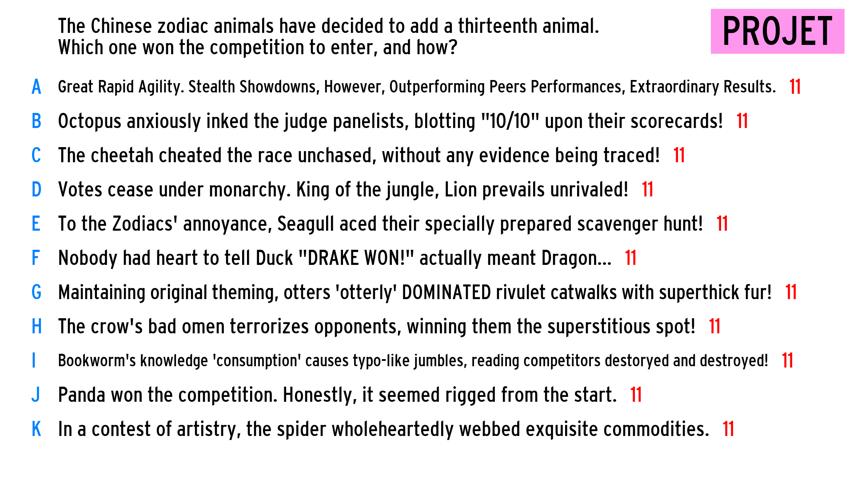 The Chinese zodiac animals have decided to add a thirteenth animal.
Which one won the competition to enter, and how?
PROJET
A Great Rapid Agility. Stealth Showdowns, However, Outperforming Peers Performances, Extraordinary Results. 11
B Octopus anxiously inked the judge panelists, blotting "10/10" upon their scorecards! 11
C The cheetah cheated the race unchased, without any evidence being traced! 11
D Votes cease under monarchy. King of the jungle, Lion prevails unrivaled! 11
E To the Zodiacs' annoyance, Seagull aced their specially prepared scavenger hunt! 11
F Nobody had heart to tell Duck "DRAKE WON!" actually meant Dragon... 11
G Maintaining original theming, otters 'otterly' DOMINATED rivulet catwalks with superthick fur! 11
H The crow's bad omen terrorizes opponents, winning them the superstitious spot! 11
I Bookworm's knowledge 'consumption' causes typo-like jumbles, reading competitors destoryed and destroyed! 11
J Panda won the competition. Honestly, it seemed rigged from the start. 11
K In a contest of artistry, the spider wholeheartedly webbed exquisite commodities. 11